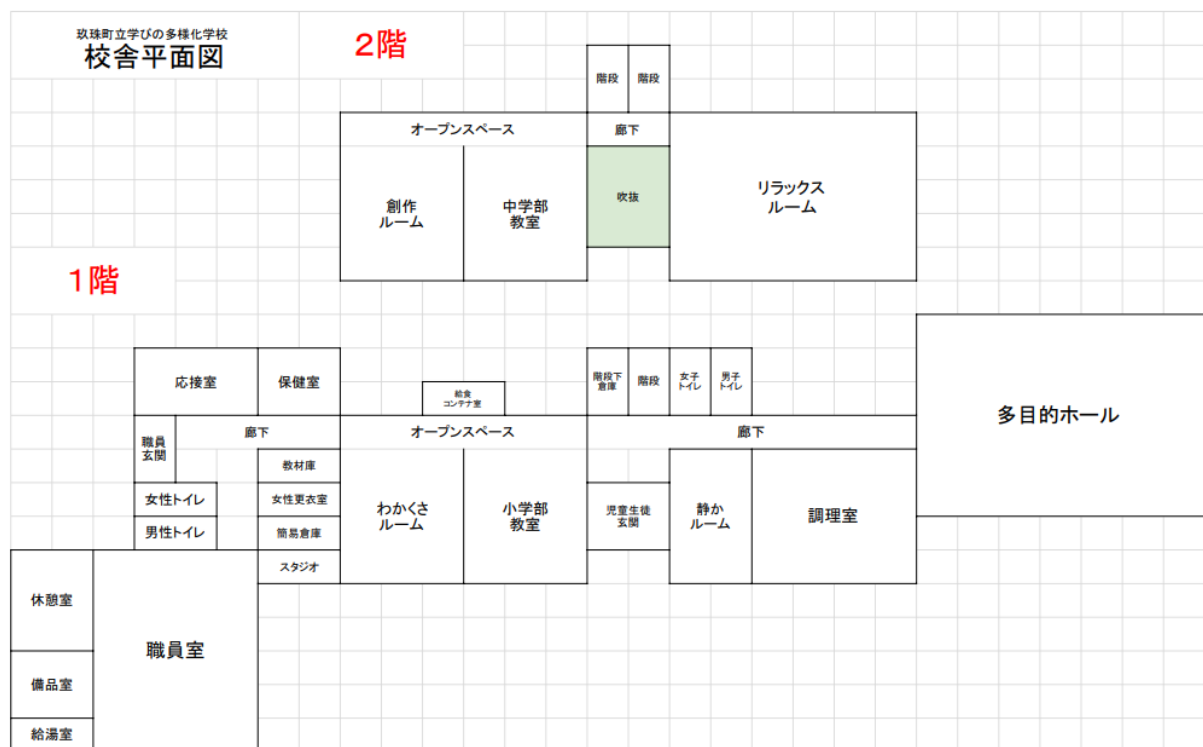 玖珠町立学びの多様化学校
校舎平面図
2階
階段
階段
オープンスペース
廊下
創作
ルーム
中学部
教室
吹抜
リラックス
ルーム
1階
応接室
保健室
給食
コンテナ室
階段下
倉庫
階段
女子
トイレ
男子
トイレ
多目的ホール
職員
玄関
廊下
オープンスペース
廊下
教材庫
女性トイレ
女性更衣室
わかくさ
ルーム
小学部
教室
児童生徒
玄関
静か
ルーム
調理室
男性トイレ
簡易倉庫
スタジオ
休憩室
職員室
備品室
給湯室